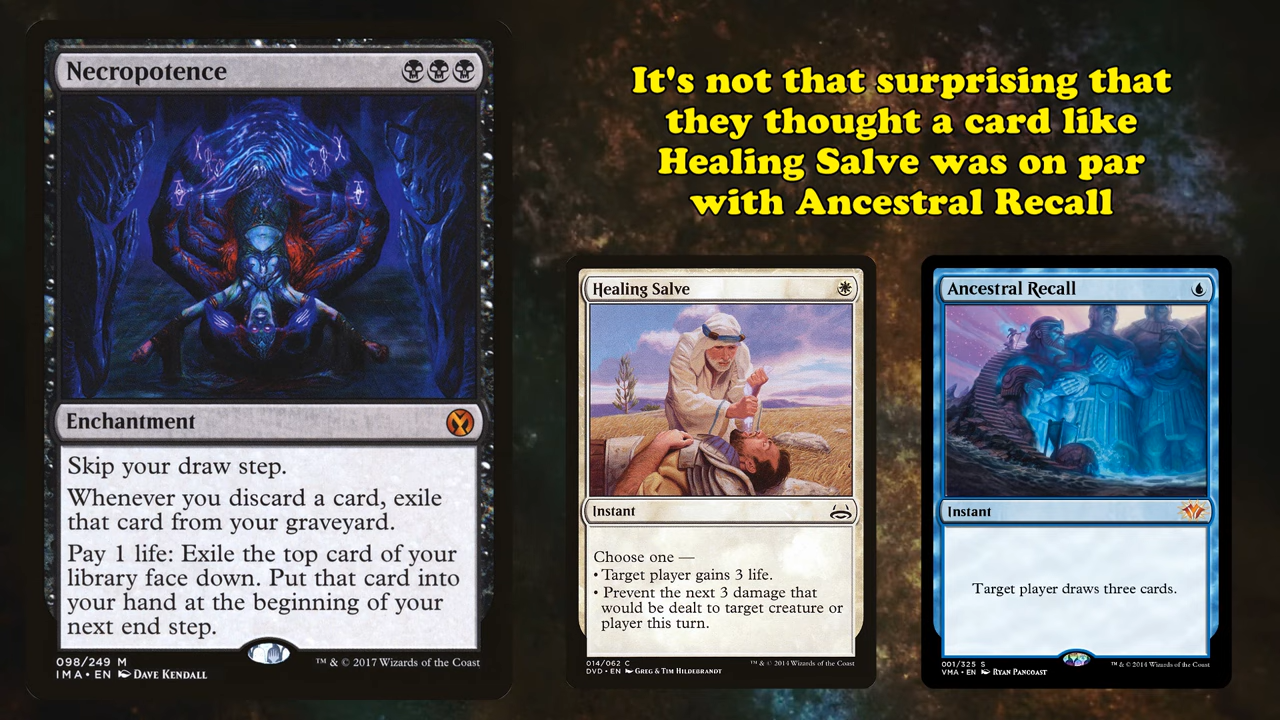 Necropotence
Enchantment
Skip your draw step.
Whenever you discard a card, exile
that card from your graveyard.
Pay 1 life: Exile the top card of your
library face down. Put that card into
your hand at the beginning of your
next end step.
098/249 M
IMA • EN DAVE KENDALL
™ & © 2017 Wizards of the Coast
It's not that surprising that
they thought a card like
Healing Salve was on par
with Ancestral Recall
Healing Salve
Instant
Choose one —
• Target player gains 3 life.
• Prevent the next 3 damage that
would be dealt to target creature or
player this turn.
014/062 C
DVD • EN GREG & TIM HILDEBRANDT
™ & © 2014 Wizards of the Coast
Ancestral Recall
Instant
Target player draws three cards.
001/325 S
VMA • EN RYAN PANCOAST
™ & © 2014 Wizards of the Coast